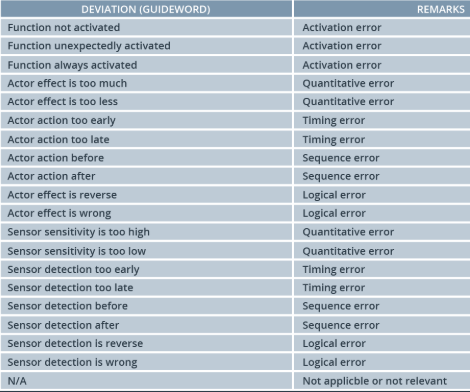 DEVIATION (GUIDEWORD) REMARKS
Function not activated Activation error
Function unexpectedly activated Activation error
Function always activated Activation error
Actor effect is too much Quantitative error
Actor effect is too less Quantitative error
Actor action too early Timing error
Actor action too late Timing error
Actor action before Sequence error
Actor action after Sequence error
Actor effect is reverse Logical error
Actor effect is wrong Logical error
Sensor sensitivity is too high Quantitative error
Sensor sensitivity is too low Quantitative error
Sensor detection too early Timing error
Sensor detection too late Timing error
Sensor detection before Sequence error
Sensor detection after Sequence error
Sensor detection is reverse Logical error
Sensor detection is wrong Logical error
N/A Not applicble or not relevant